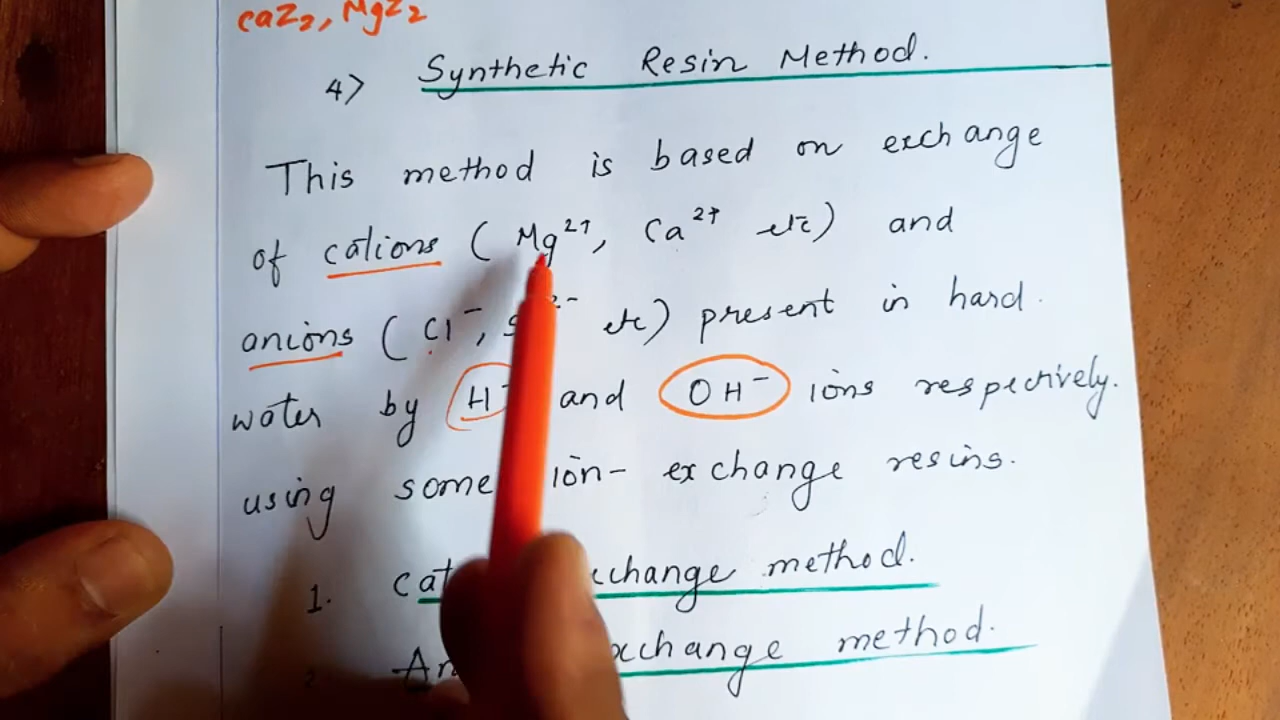 CaZ₂, MgZ₂
4) Synthetic Resin Method.
This method is based on exchange
of cations ( Mg²⁺, Ca²⁺ etc) and
anions ( Cl⁻, etc) present in hard
water by H and OH⁻ ions respectively.
using some ion- exchange resins.
1. method.
method.